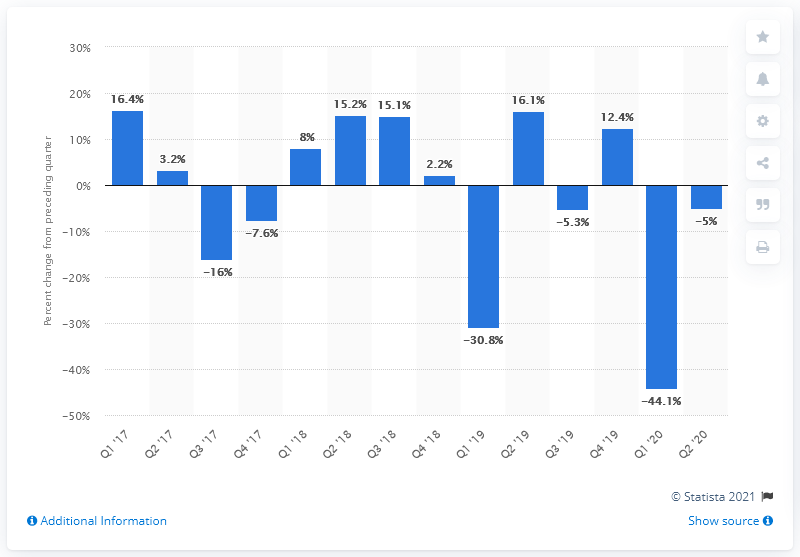 30%
20%
10%
0%
−10%
−20%
−30%
−40%
−50%
Percent change from preceding quarter
16.4%
3.2%
−16%
−7.6%
8%
15.2%
15.1%
2.2%
−30.8%
16.1%
−5.3%
12.4%
−44.1%
−5%
Q1 '17
Q2 '17
Q3 '17
Q4 '17
Q1 '18
Q2 '18
Q3 '18
Q4 '18
Q1 '19
Q2 '19
Q3 '19
Q4 '19
Q1 '20
Q2 '20
© Statista 2021
Additional Information
Show source